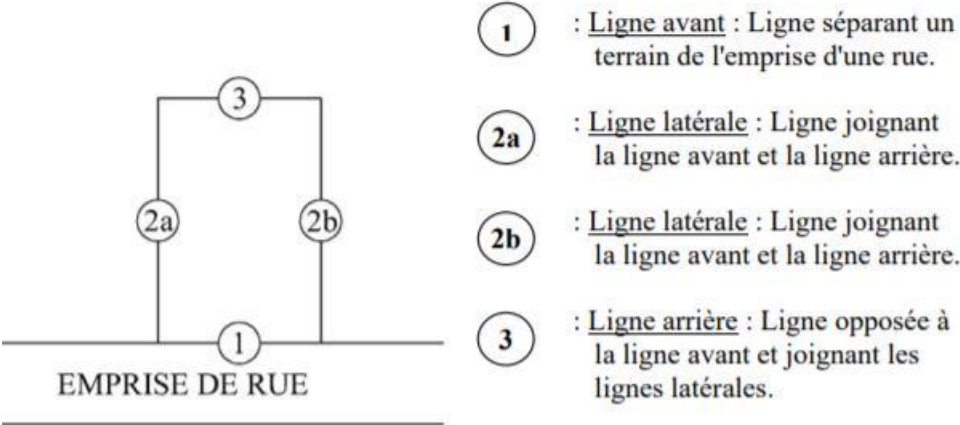 3
2a
2b
1
EMPRISE DE RUE
1 : Ligne avant : Ligne séparant un
terrain de l'emprise d'une rue.
2a : Ligne latérale : Ligne joignant
la ligne avant et la ligne arrière.
2b : Ligne latérale : Ligne joignant
la ligne avant et la ligne arrière.
3 : Ligne arrière : Ligne opposée à
la ligne avant et joignant les
lignes latérales.